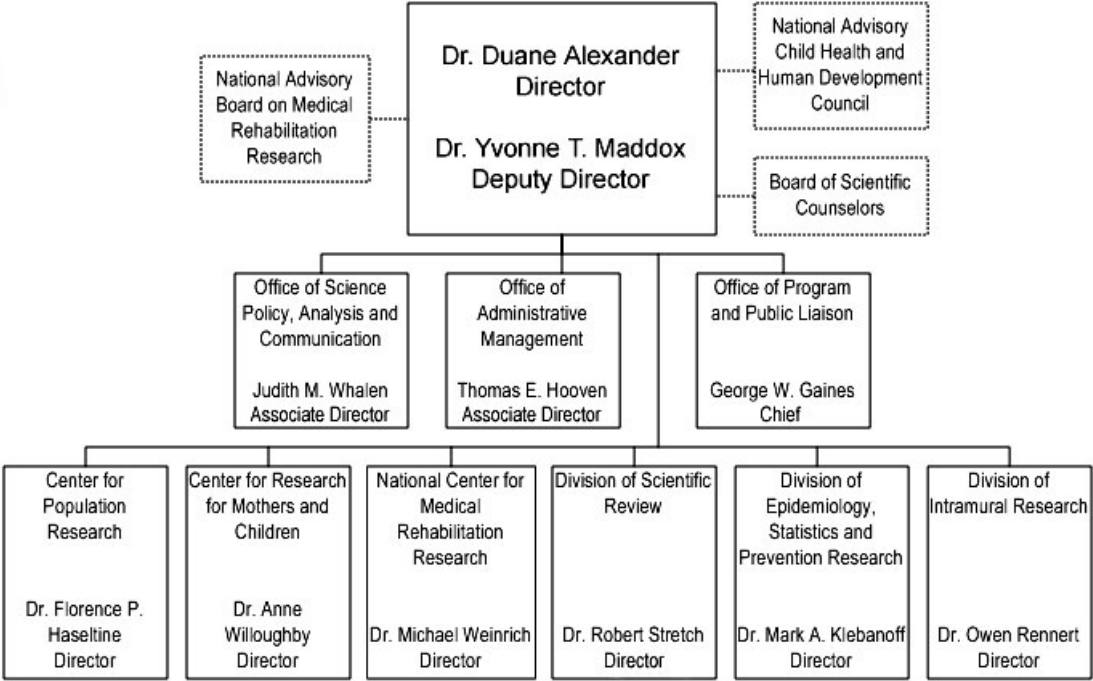 Dr. Duane Alexander
Director
Dr. Yvonne T. Maddox
Deputy Director
National Advisory
Board on Medical
Rehabilitation
Research
National Advisory
Child Health and
Human Development
Council
Board of Scientific
Counselors
Office of Science
Policy, Analysis and
Communication
Judith M. Whalen
Associate Director
Office of
Administrative
Management
Thomas E. Hooven
Associate Director
Office of Program
and Public Liaison
George W. Gaines
Chief
Center for
Population
Research
Dr. Florence P.
Haseltine
Director
Center for Research
for Mothers and
Children
Dr. Anne
Willoughby
Director
National Center for
Medical
Rehabilitation
Research
Dr. Michael Weinrich
Director
Division of Scientific
Review
Dr. Robert Stretch
Director
Division of
Epidemiology,
Statistics and
Prevention Research
Dr. Mark A. Klebanoff
Director
Division of
Intramural Research
Dr. Owen Rennert
Director